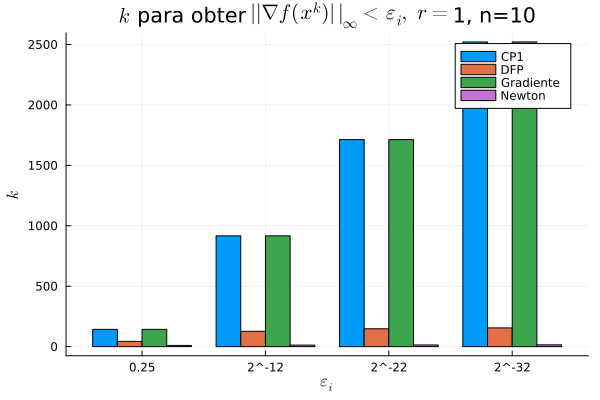 k para obter ||∇f(x^k)||_∞ < ε_i, r = 1, n=10
2500
2000
1500
1000
500
0
k
CP1
DFP
Gradiente
Newton
0.25 2^-12 2^-22 2^-32
ε_i